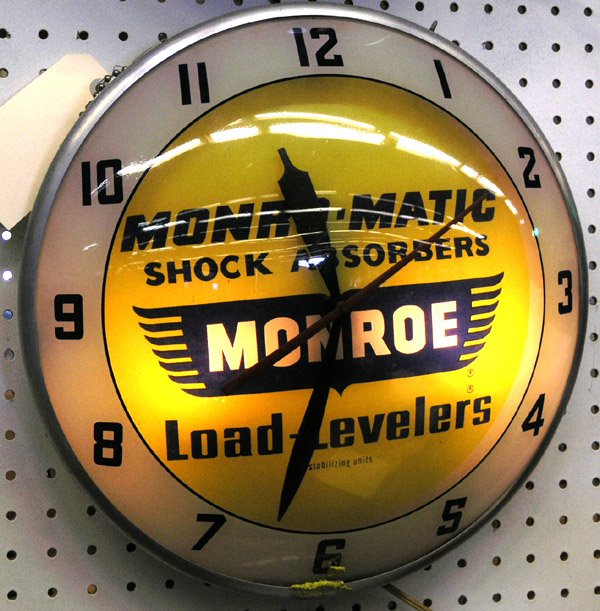 12
11
1
10
2
MONRO-MATIC
SHOCK ABSORBERS
9
3
MONROE
®
®
Load-Levelers
stabilizing units
8
4
7
5
6